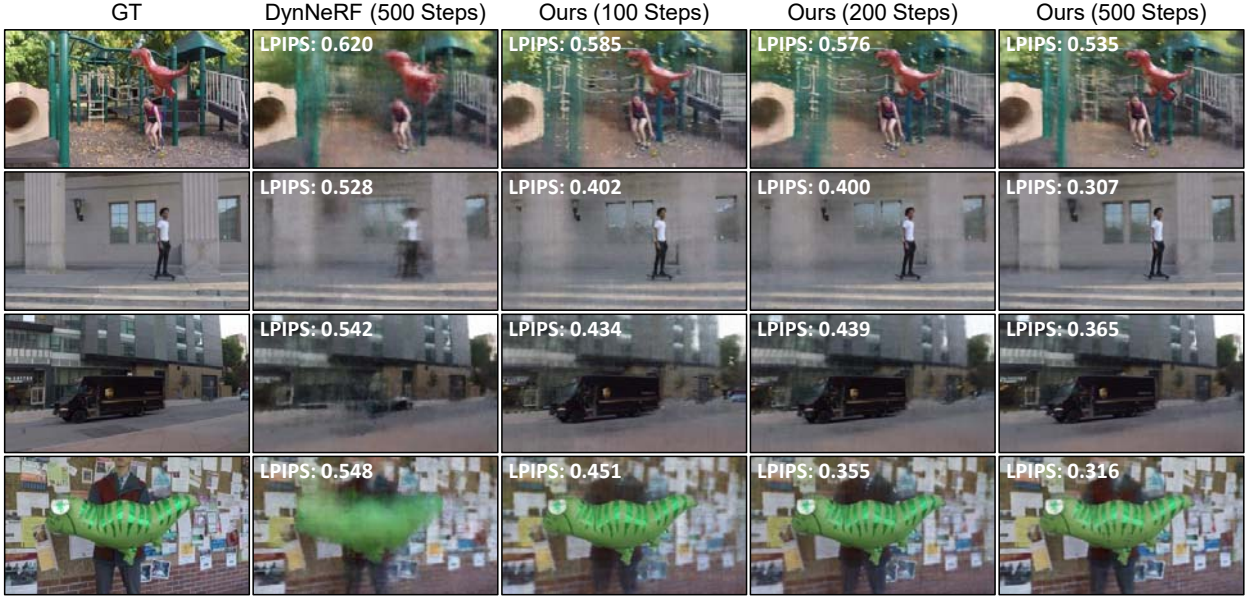 GT DynNeRF (500 Steps) Ours (100 Steps) Ours (200 Steps) Ours (500 Steps)
LPIPS: 0.620 LPIPS: 0.585 LPIPS: 0.576 LPIPS: 0.535
LPIPS: 0.528 LPIPS: 0.402 LPIPS: 0.400 LPIPS: 0.307
LPIPS: 0.542 LPIPS: 0.434 LPIPS: 0.439 LPIPS: 0.365
LPIPS: 0.548 LPIPS: 0.451 LPIPS: 0.355 LPIPS: 0.316